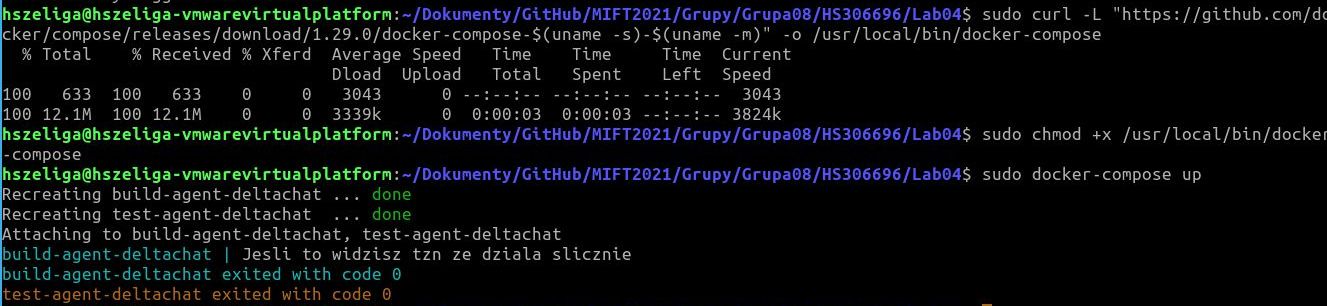 hszeliga@hszeliga-vmwarevirtualplatform:~/Dokumenty/GitHub/MIFT2021/Grupy/Grupa08/HS306696/Lab04$ sudo curl -L "https://github.com/do
cker/compose/releases/download/1.29.0/docker-compose-$(uname -s)-$(uname -m)" -o /usr/local/bin/docker-compose
  % Total    % Received % Xferd  Average Speed   Time    Time     Time  Current
                                 Dload  Upload   Total   Spent    Left  Speed
100   633  100   633    0     0   3043      0 --:--:-- --:--:-- --:--:--  3043
100 12.1M  100 12.1M    0     0  3339k      0  0:00:03  0:00:03 --:--:-- 3824k
hszeliga@hszeliga-vmwarevirtualplatform:~/Dokumenty/GitHub/MIFT2021/Grupy/Grupa08/HS306696/Lab04$ sudo chmod +x /usr/local/bin/docker
-compose
hszeliga@hszeliga-vmwarevirtualplatform:~/Dokumenty/GitHub/MIFT2021/Grupy/Grupa08/HS306696/Lab04$ sudo docker-compose up
Recreating build-agent-deltachat ... done
Recreating test-agent-deltachat  ... done
Attaching to build-agent-deltachat, test-agent-deltachat
build-agent-deltachat | Jesli to widzisz tzn ze dziala slicznie
build-agent-deltachat exited with code 0
test-agent-deltachat exited with code 0